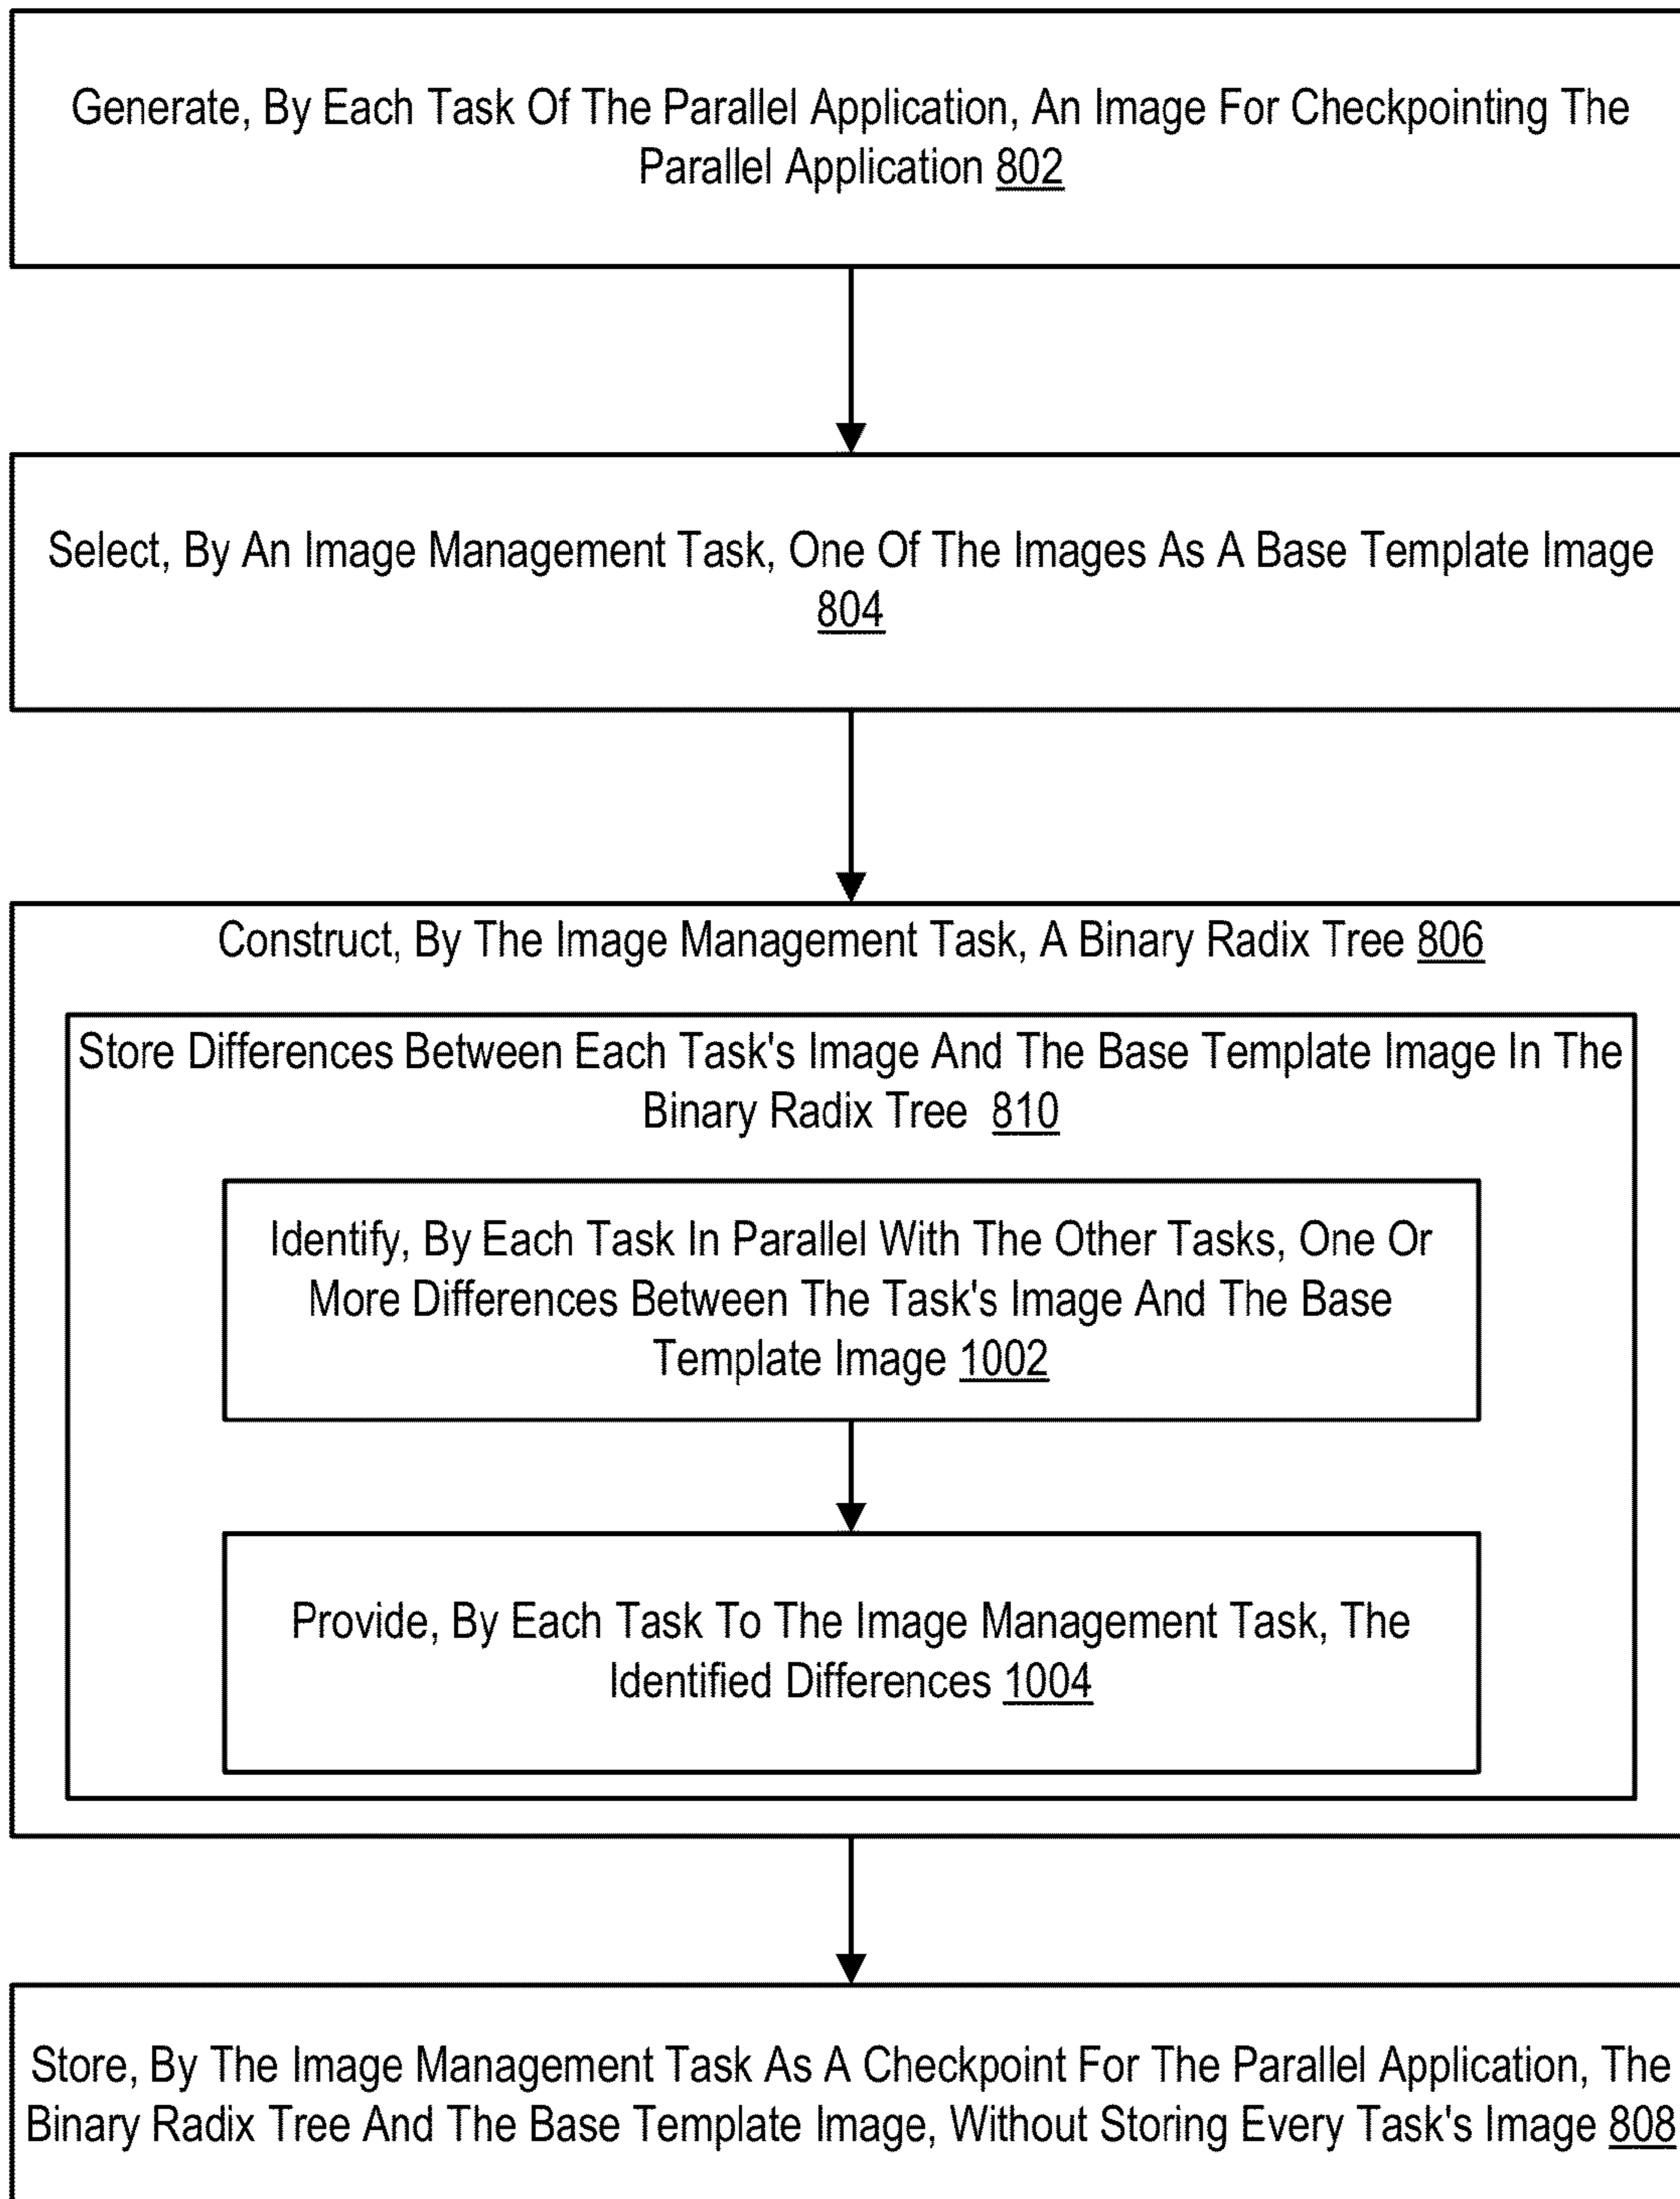 Generate, By Each Task Of The Parallel Application, An Image For Checkpointing The
Parallel Application 802
Select, By An Image Management Task, One Of The Images As A Base Template Image
804
Construct, By The Image Management Task, A Binary Radix Tree 806
Store Differences Between Each Task's Image And The Base Template Image In The
Binary Radix Tree 810
Identify, By Each Task In Parallel With The Other Tasks, One Or
More Differences Between The Task's Image And The Base
Template Image 1002
Provide, By Each Task To The Image Management Task, The
Identified Differences 1004
Store, By The Image Management Task As A Checkpoint For The Parallel Application, The
Binary Radix Tree And The Base Template Image, Without Storing Every Task's Image 808